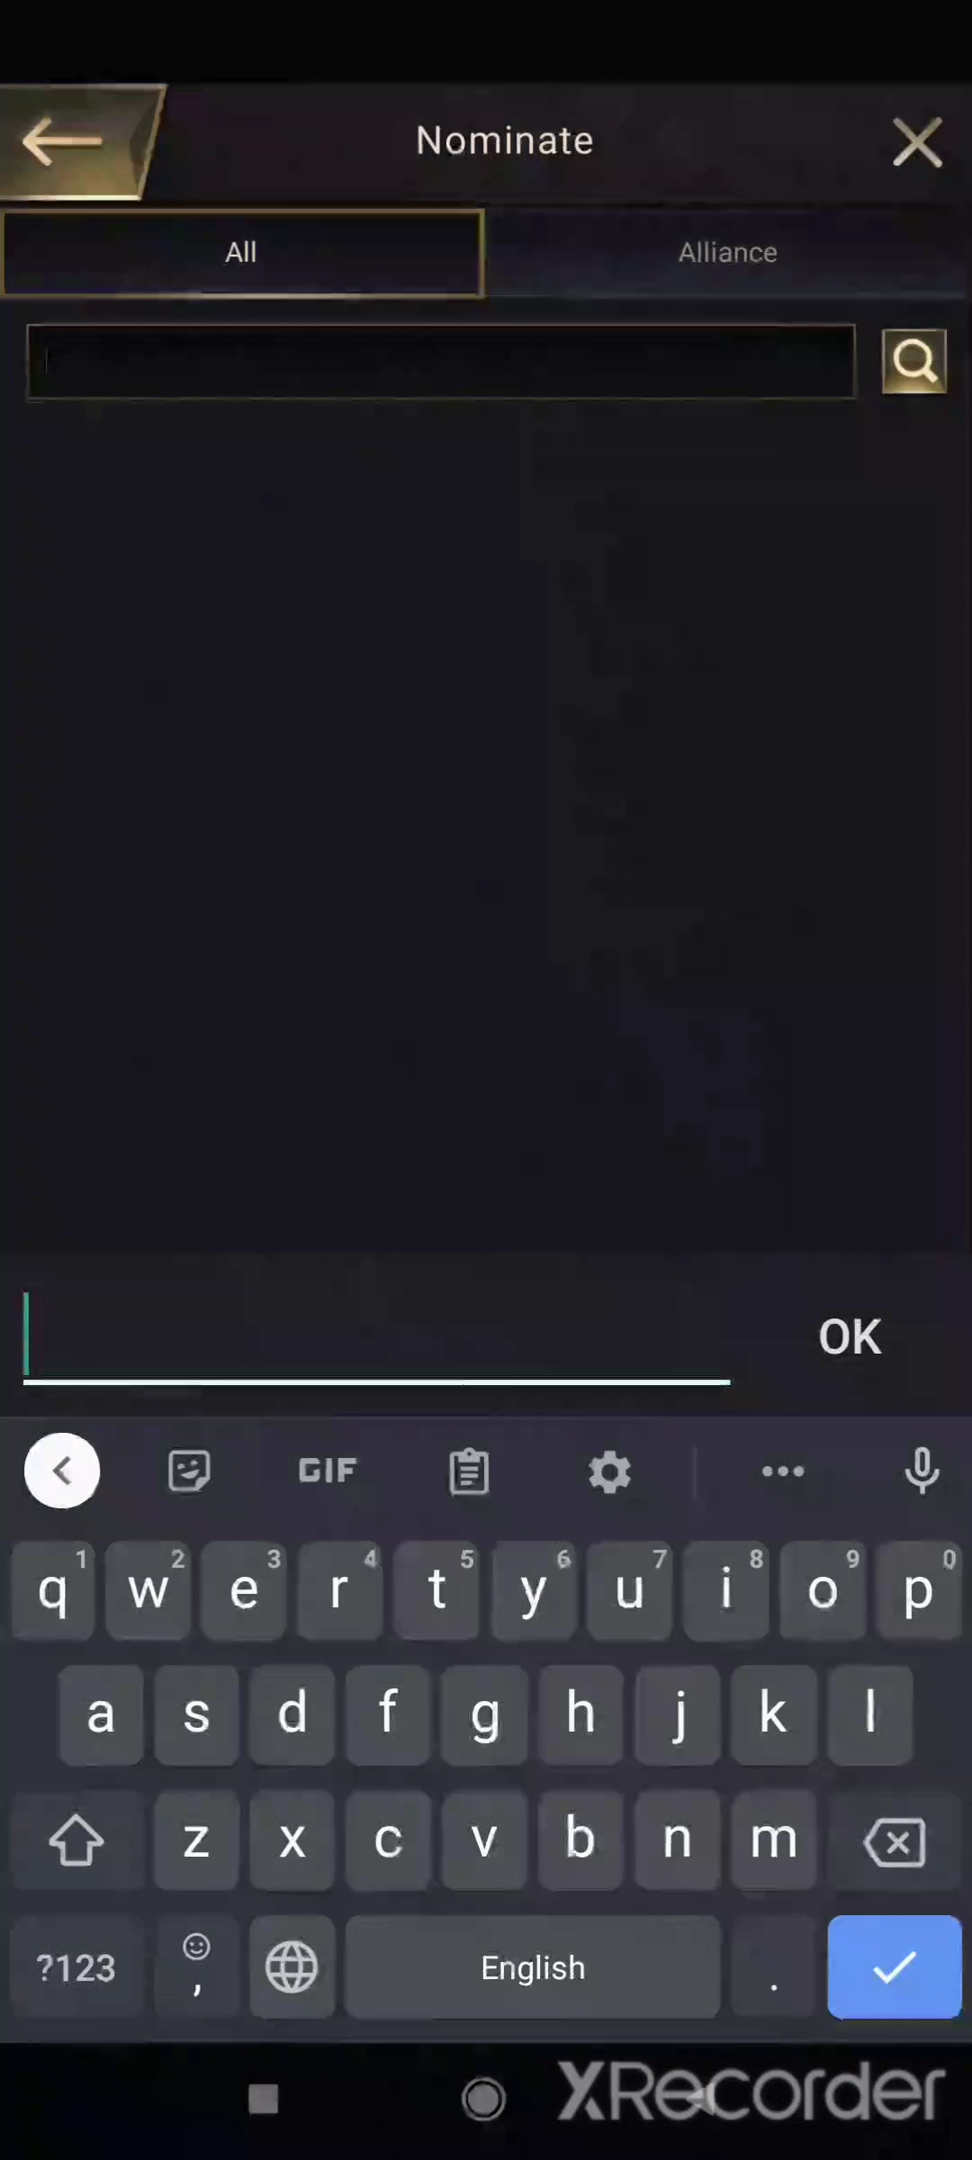 Nominate
All Alliance
OK
GIF
1 2 3 4 5 6 7 8 9 0
q w e r t y u i o p
a s d f g h j k l
z x c v b n m
?123 , English .
XRecorder